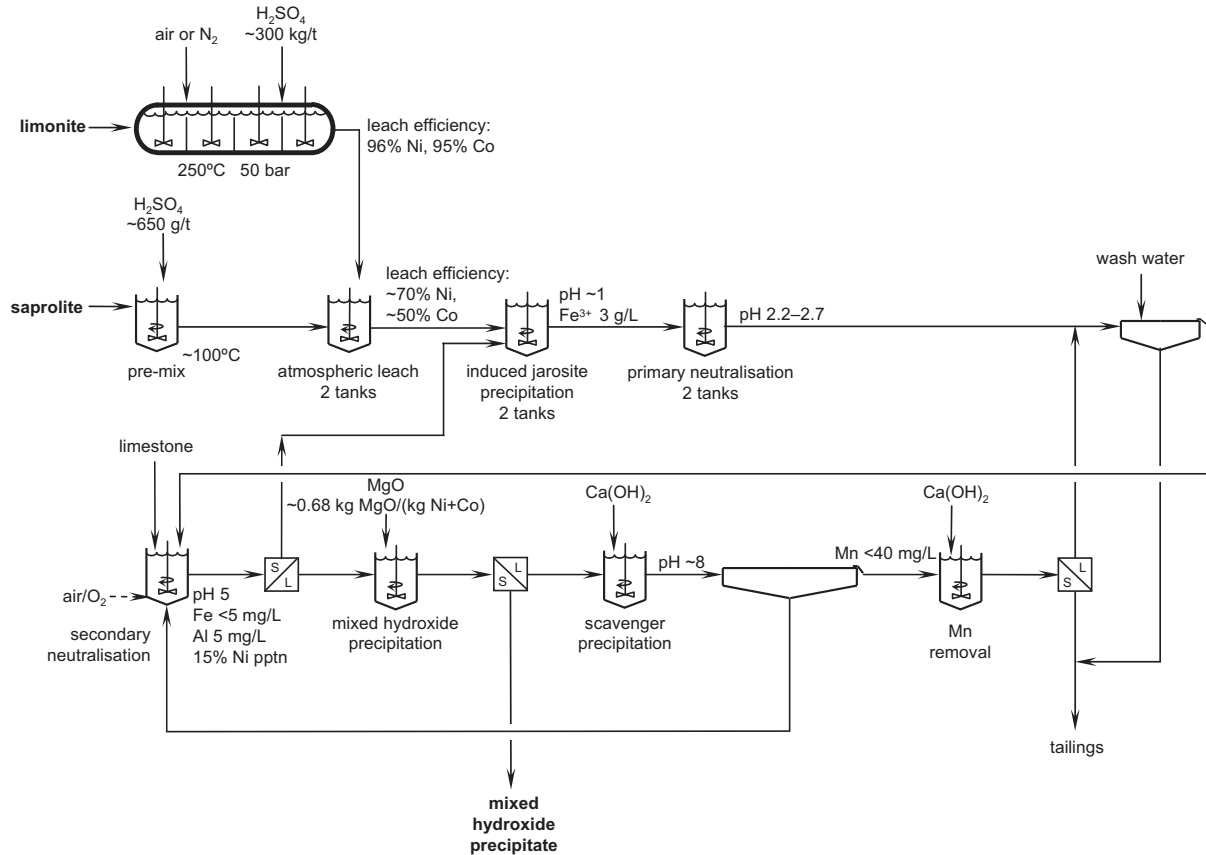 H₂SO₄
~300 kg/t
air or N₂
limonite
leach efficiency:
96% Ni, 95% Co
250ºC 50 bar
H₂SO₄
~650 g/t
saprolite
~100ºC
pre-mix
leach efficiency:
~70% Ni,
~50% Co
atmospheric leach
2 tanks
pH ~1
Fe³⁺ 3 g/L
induced jarosite
precipitation
2 tanks
primary neutralisation
2 tanks
pH 2.2–2.7
wash water
limestone
air/O₂
secondary
neutralisation
pH 5
Fe <5 mg/L
Al 5 mg/L
15% Ni pptn
S
L
MgO
~0.68 kg MgO/(kg Ni+Co)
mixed hydroxide
precipitation
S
L
Ca(OH)₂
pH ~8
scavenger
precipitation
Mn <40 mg/L
Ca(OH)₂
Mn
removal
S
L
tailings
mixed
hydroxide
precipitate